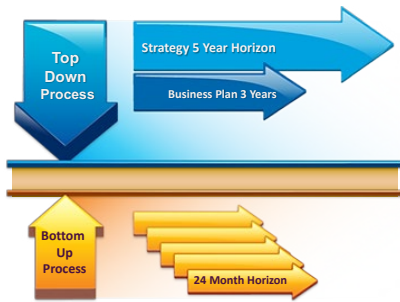 Top
Down
Process
Strategy 5 Year Horizon
Business Plan 3 Years
Bottom
Up
Process
24 Month Horizon